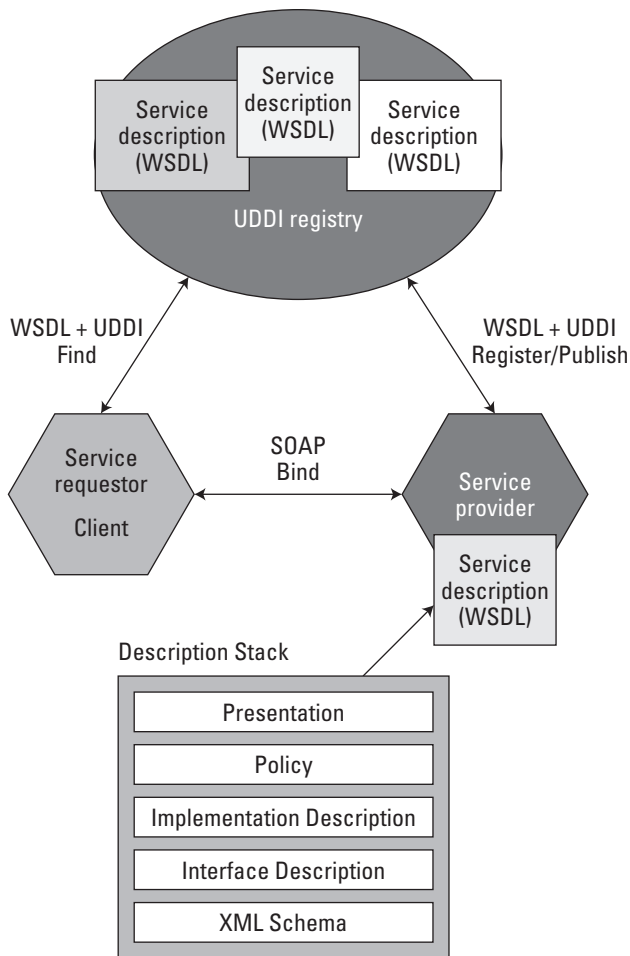 Service
description
(WSDL)
Service
description
(WSDL)
Service
description
(WSDL)
UDDI registry
WSDL + UDDI
Find
WSDL + UDDI
Register/Publish
SOAP
Bind
Service
requestor
Client
Service
provider
Service
description
(WSDL)
Description Stack
Presentation
Policy
Implementation Description
Interface Description
XML Schema